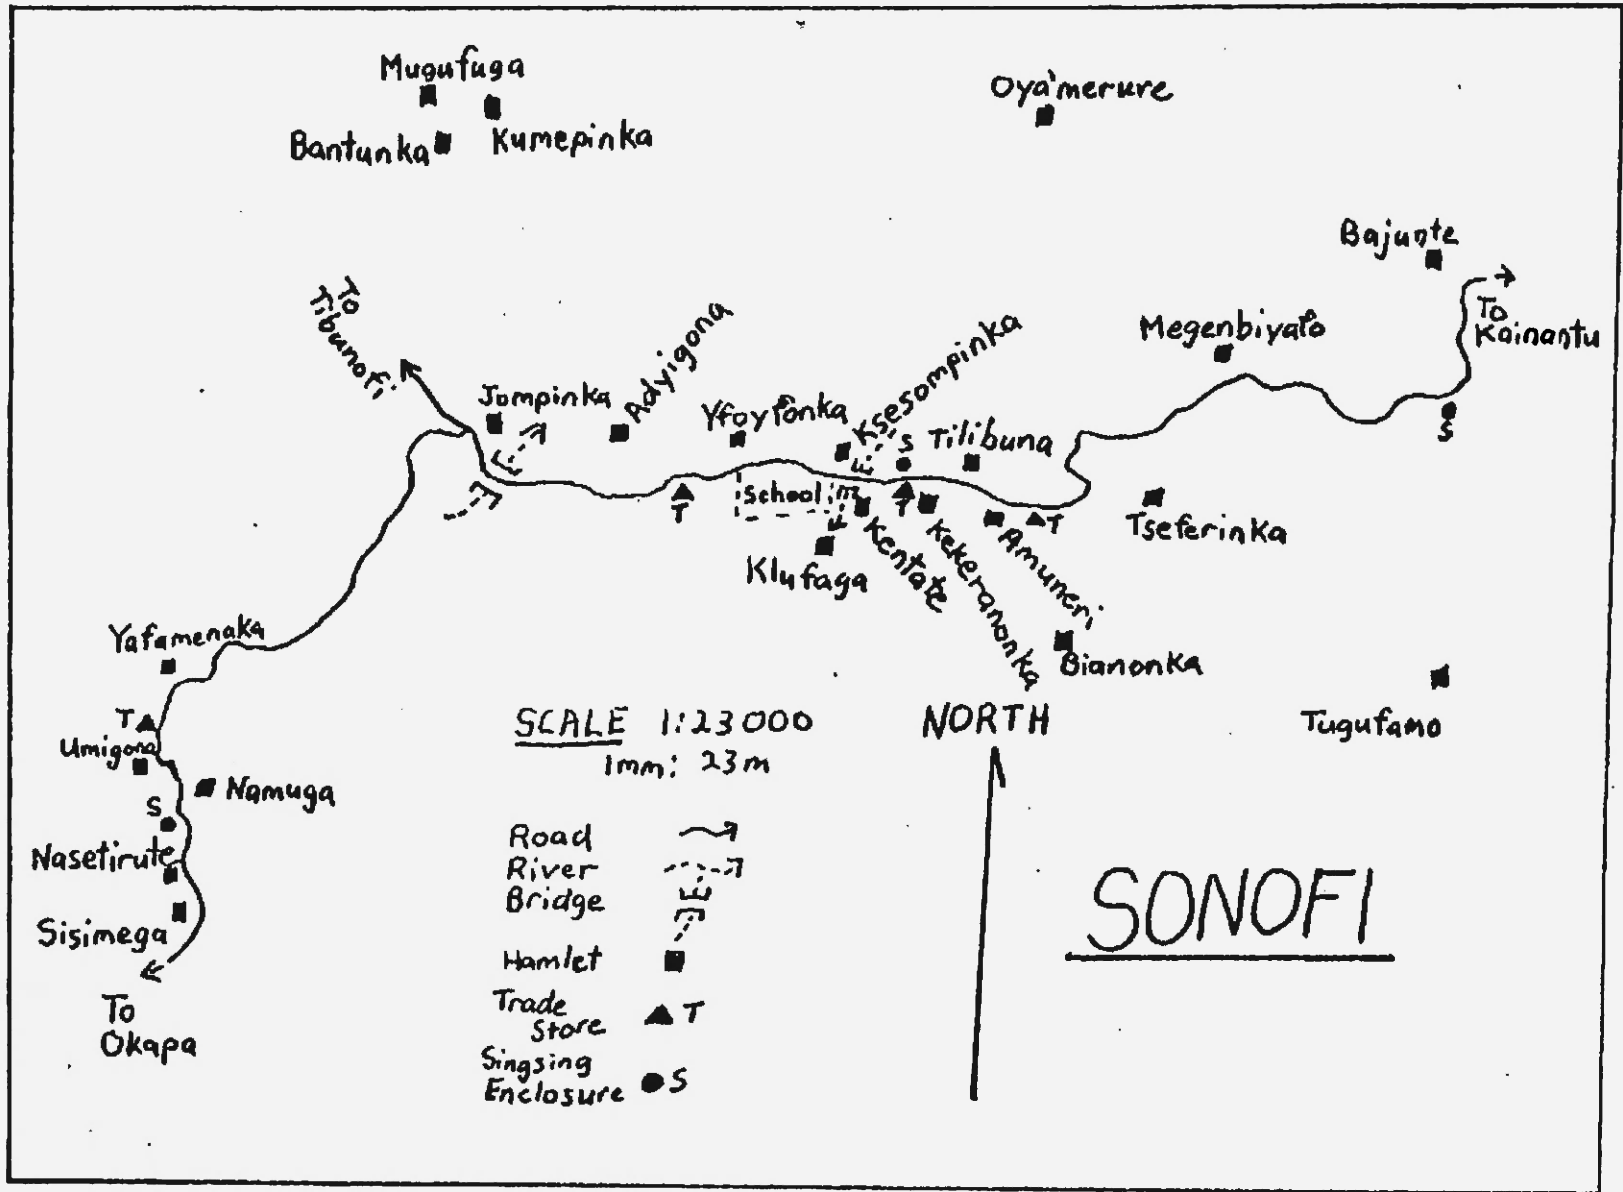 Mugufuga
Oya'merure
Bantunka
Kumepinka
Bajunte
To
Tibunofi
To
Kainantu
Megenbiyato
Jompinka
Adyigona
Yfoyfonka
Ksesompinka
S
Tilibuna
S
T
School
T
T
Tseferinka
Klufaga
Kentate
Kekeranonka
Amuneri
Yafamenaka
Bianonka
T
Umigona
Namuga
SCALE 1:23000
1mm: 23m
NORTH
Tugufamo
S
Nasetirute
Sisimega
To
Okapa
Road
River
Bridge
Hamlet
Trade
Store T
Singsing
Enclosure S
SONOFI